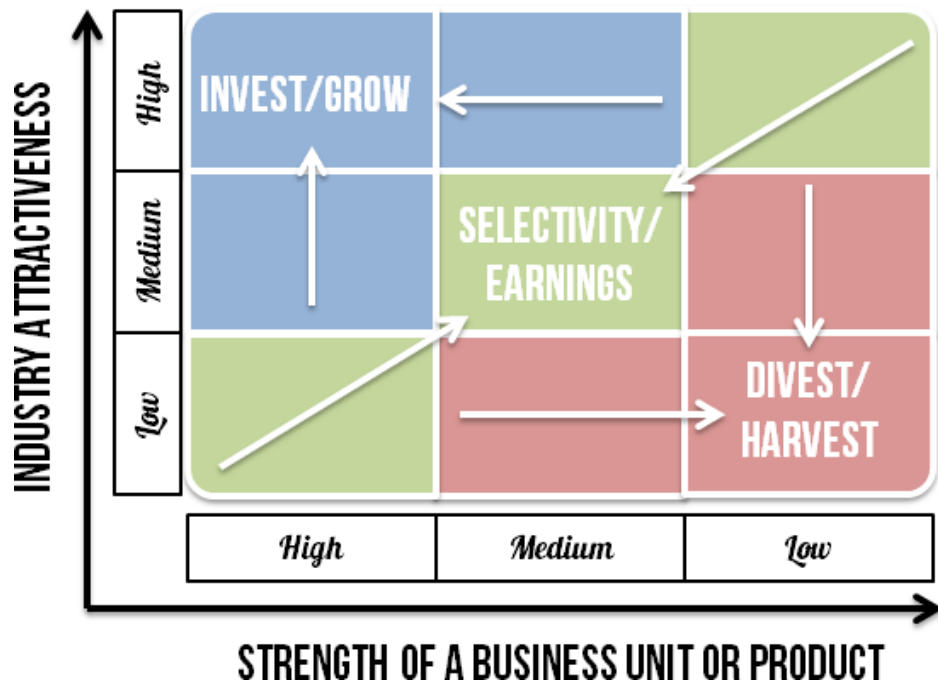 INDUSTRY ATTRACTIVENESS
High
Medium
Low
INVEST/GROW
SELECTIVITY/
EARNINGS
DIVEST/
HARVEST
High
Medium
Low
STRENGTH OF A BUSINESS UNIT OR PRODUCT